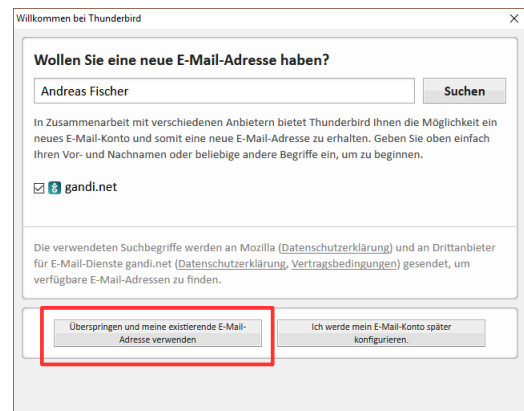 Willkommen bei Thunderbird
Wollen Sie eine neue E-Mail-Adresse haben?
Andreas Fischer
Suchen
In Zusammenarbeit mit verschiedenen Anbietern bietet Thunderbird Ihnen die Möglichkeit ein
neues E-Mail-Konto und somit eine neue E-Mail-Adresse zu erhalten. Geben Sie oben einfach
Ihren Vor- und Nachnamen oder beliebige andere Begriffe ein, um zu beginnen.
gandi.net
Die verwendeten Suchbegriffe werden an Mozilla (Datenschutzerklärung) und an Drittanbieter
für E-Mail-Dienste gandi.net (Datenschutzerklärung, Vertragsbedingungen) gesendet, um
verfügbare E-Mail-Adressen zu finden.
Überspringen und meine existierende E-Mail-
Adresse verwenden
Ich werde mein E-Mail-Konto später
konfigurieren.